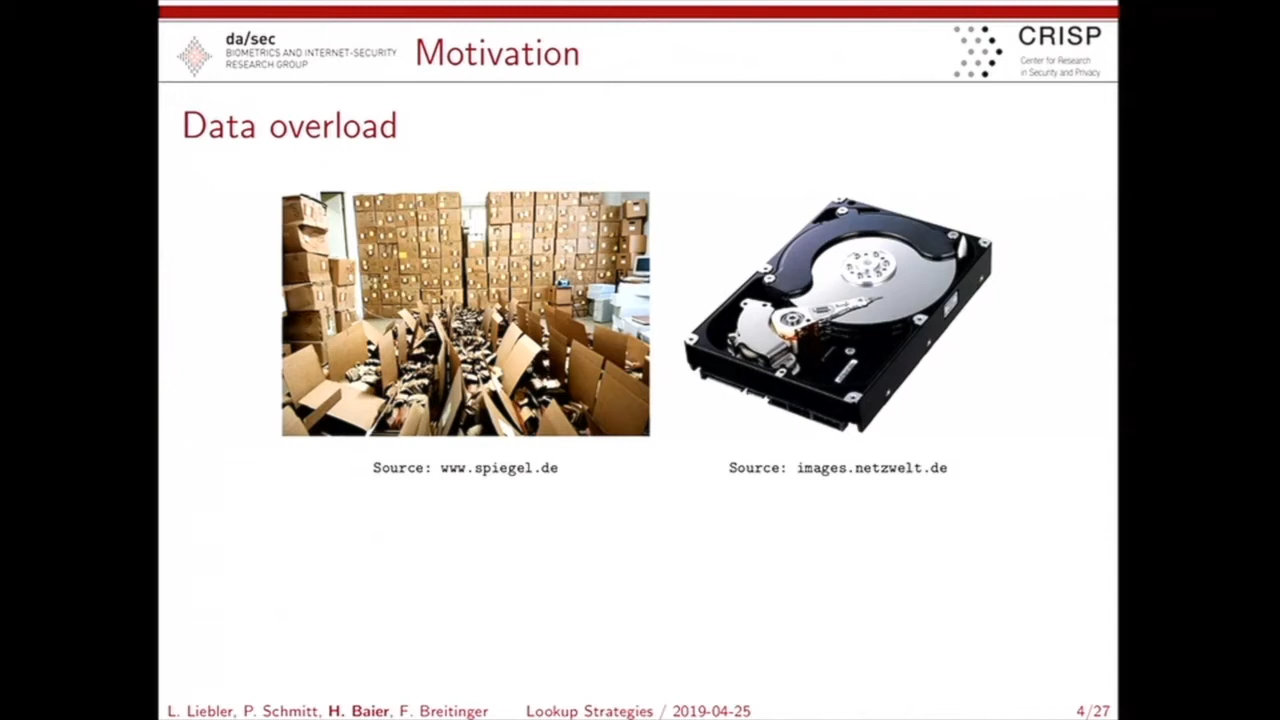 da/sec
BIOMETRICS AND INTERNET-SECURITY
RESEARCH GROUP
Motivation
CRISP
Center for Research
in Security and Privacy
Data overload
Source: www.spiegel.de
Source: images.netzwelt.de
L. Liebler, P. Schmitt, H. Baier, F. Breitinger
Lookup Strategies / 2019-04-25
4/27